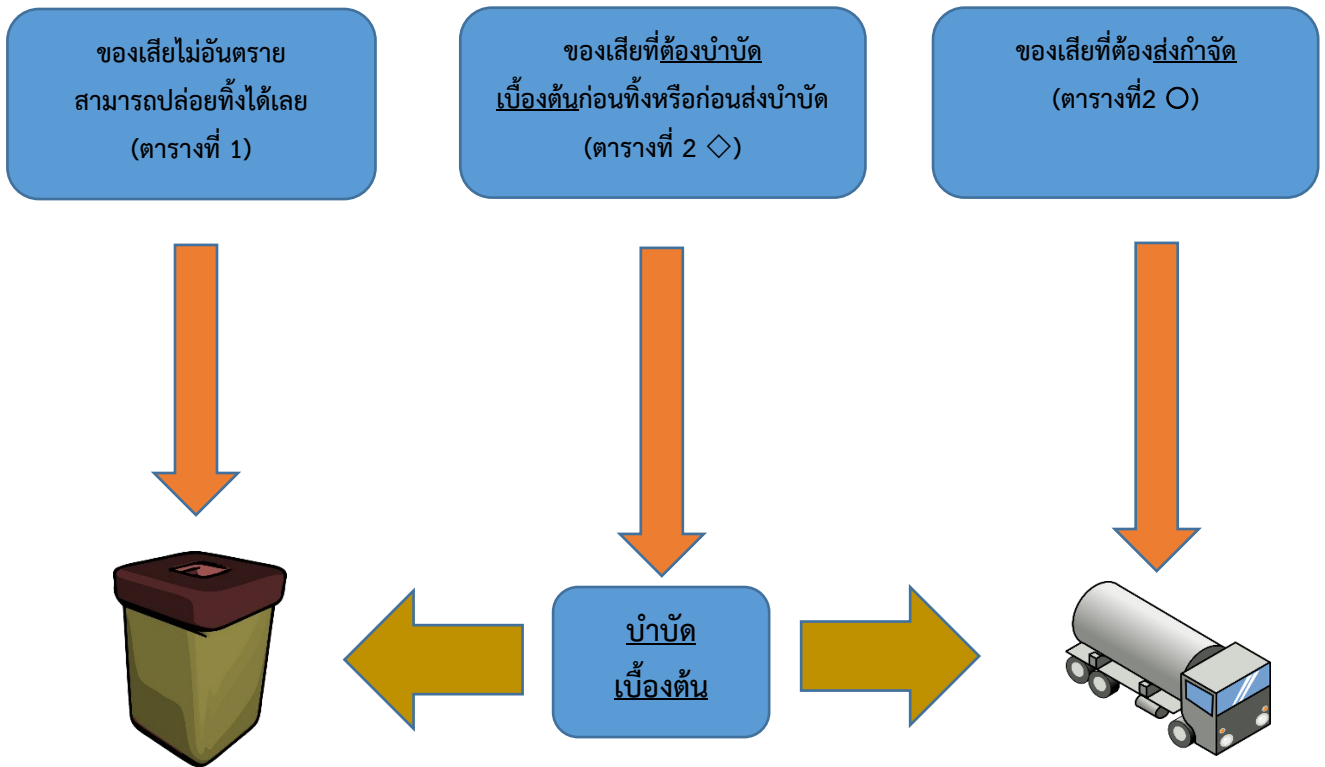 ของเสียไม่อันตราย
สามารถปล่อยทิ้งได้เลย
(ตารางที่ 1)
ของเสียที่ต้องบำบัด
เบื้องต้นก่อนทิ้งหรือก่อนส่งบำบัด
(ตารางที่ 2 ◇)
ของเสียที่ต้องส่งกำจัด
(ตารางที่2 ○)
บำบัด
เบื้องต้น